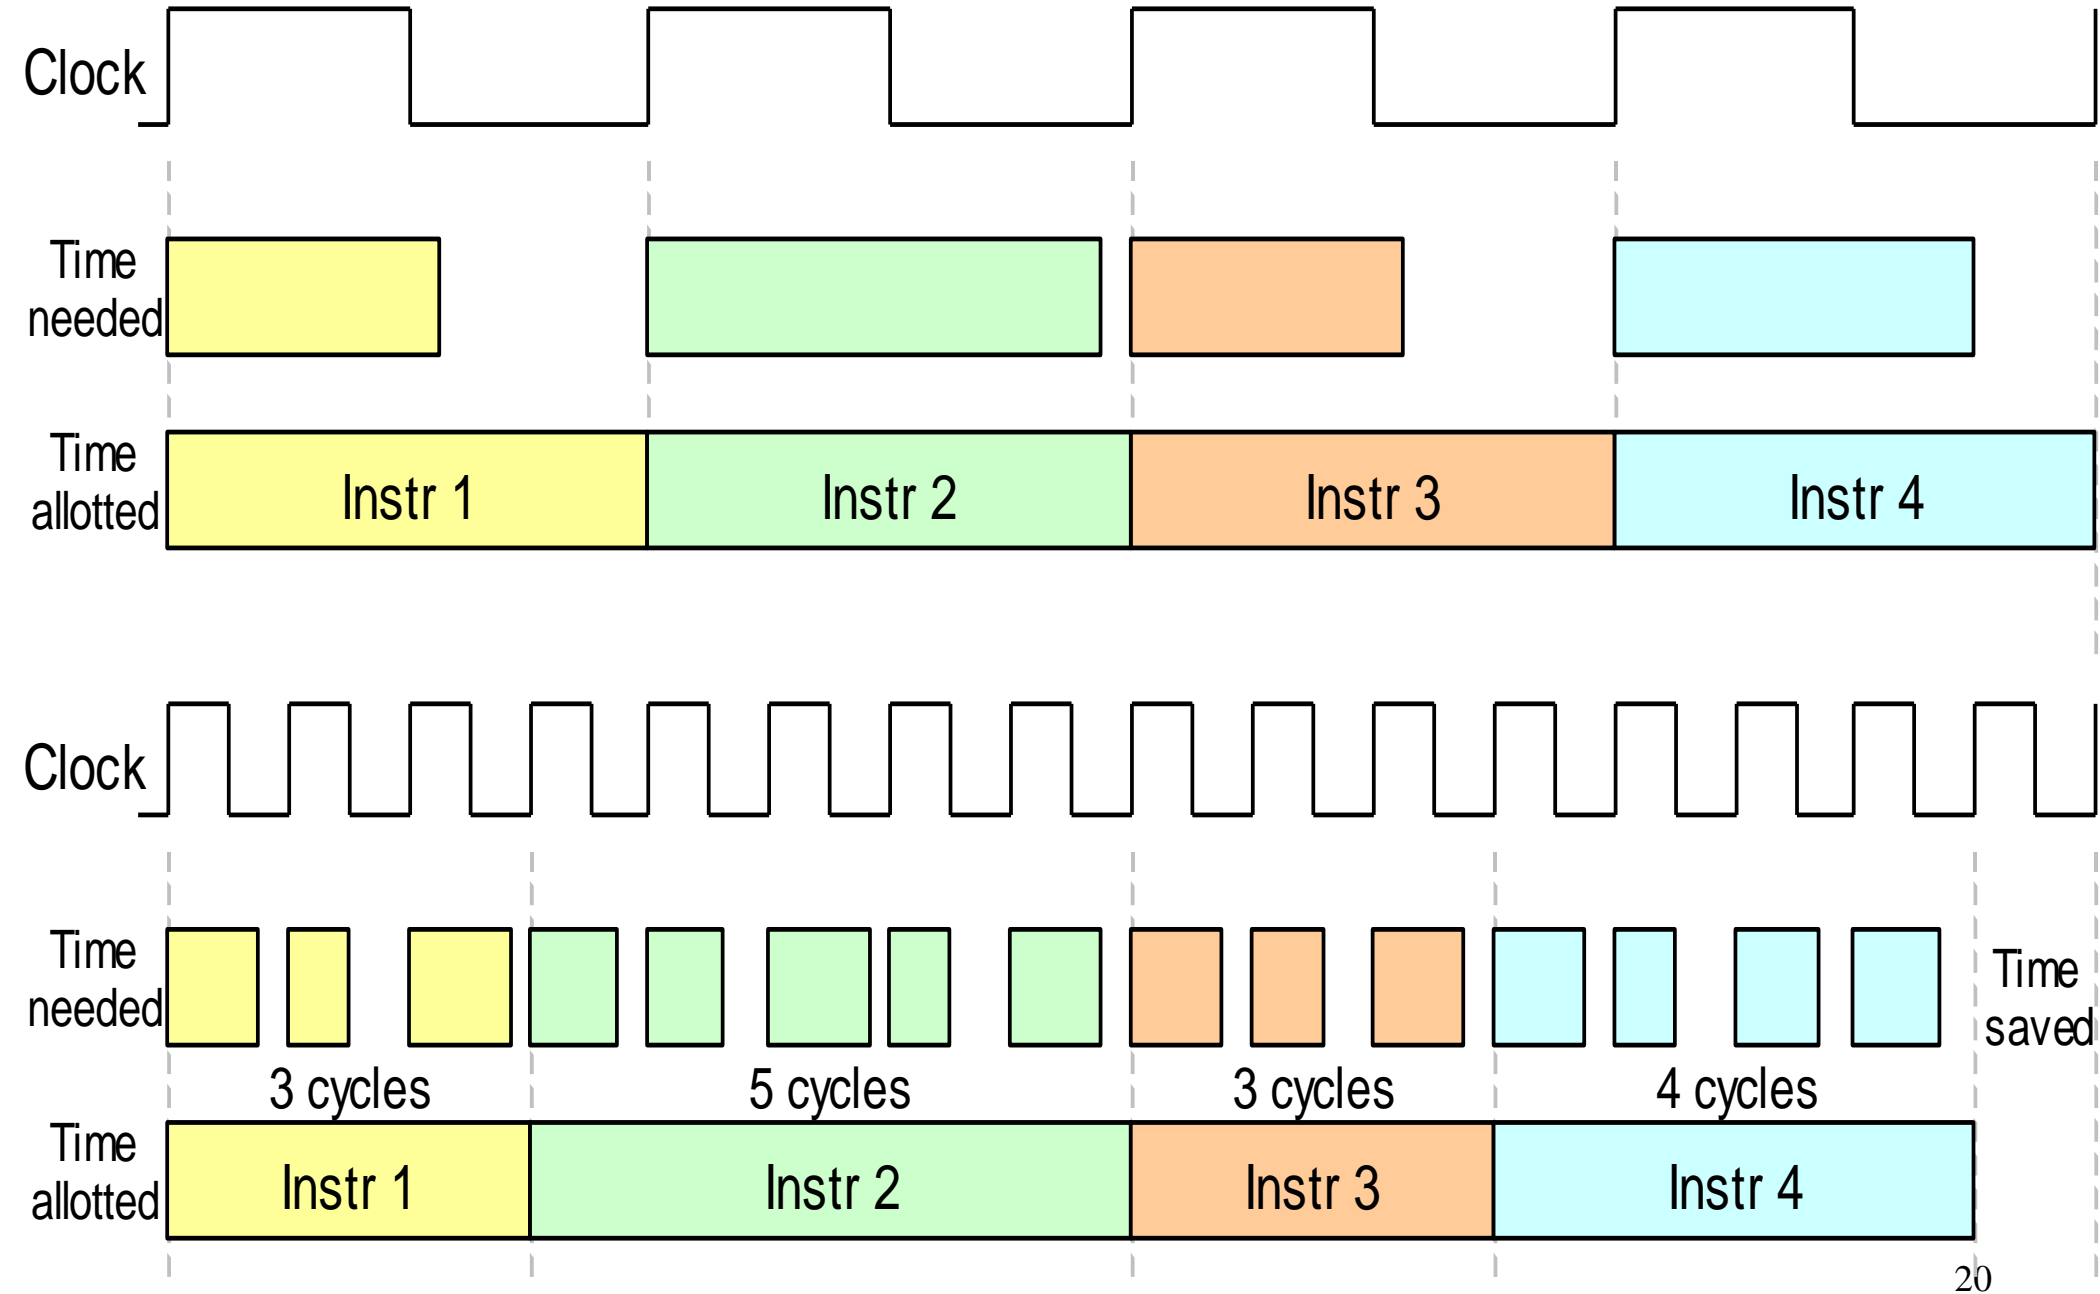 Clock
Time
needed
Time
allotted
Instr 1
Instr 2
Instr 3
Instr 4
Clock
Time
needed
Time
saved
3 cycles
5 cycles
3 cycles
4 cycles
Time
allotted
Instr 1
Instr 2
Instr 3
Instr 4
20